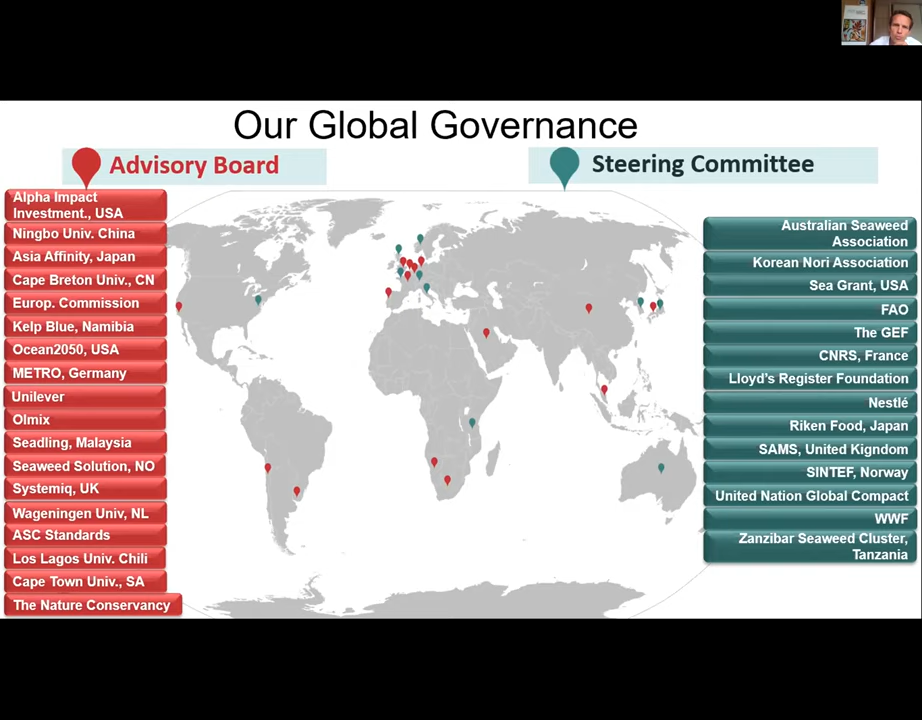 Our Global Governance
Advisory Board
Steering Committee
Alpha Impact
Investment., USA
Ningbo Univ. China
Asia Affinity, Japan
Cape Breton Univ., CN
Europ. Commission
Kelp Blue, Namibia
Ocean2050, USA
METRO, Germany
Unilever
Olmix
Seadling, Malaysia
Seaweed Solution, NO
Systemiq, UK
Wageningen Univ, NL
ASC Standards
Los Lagos Univ. Chili
Cape Town Univ., SA
The Nature Conservancy
Australian Seaweed
Association
Korean Nori Association
Sea Grant, USA
FAO
The GEF
CNRS, France
Lloyd's Register Foundation
Nestlé
Riken Food, Japan
SAMS, United Kigndom
SINTEF, Norway
United Nation Global Compact
WWF
Zanzibar Seaweed Cluster,
Tanzania